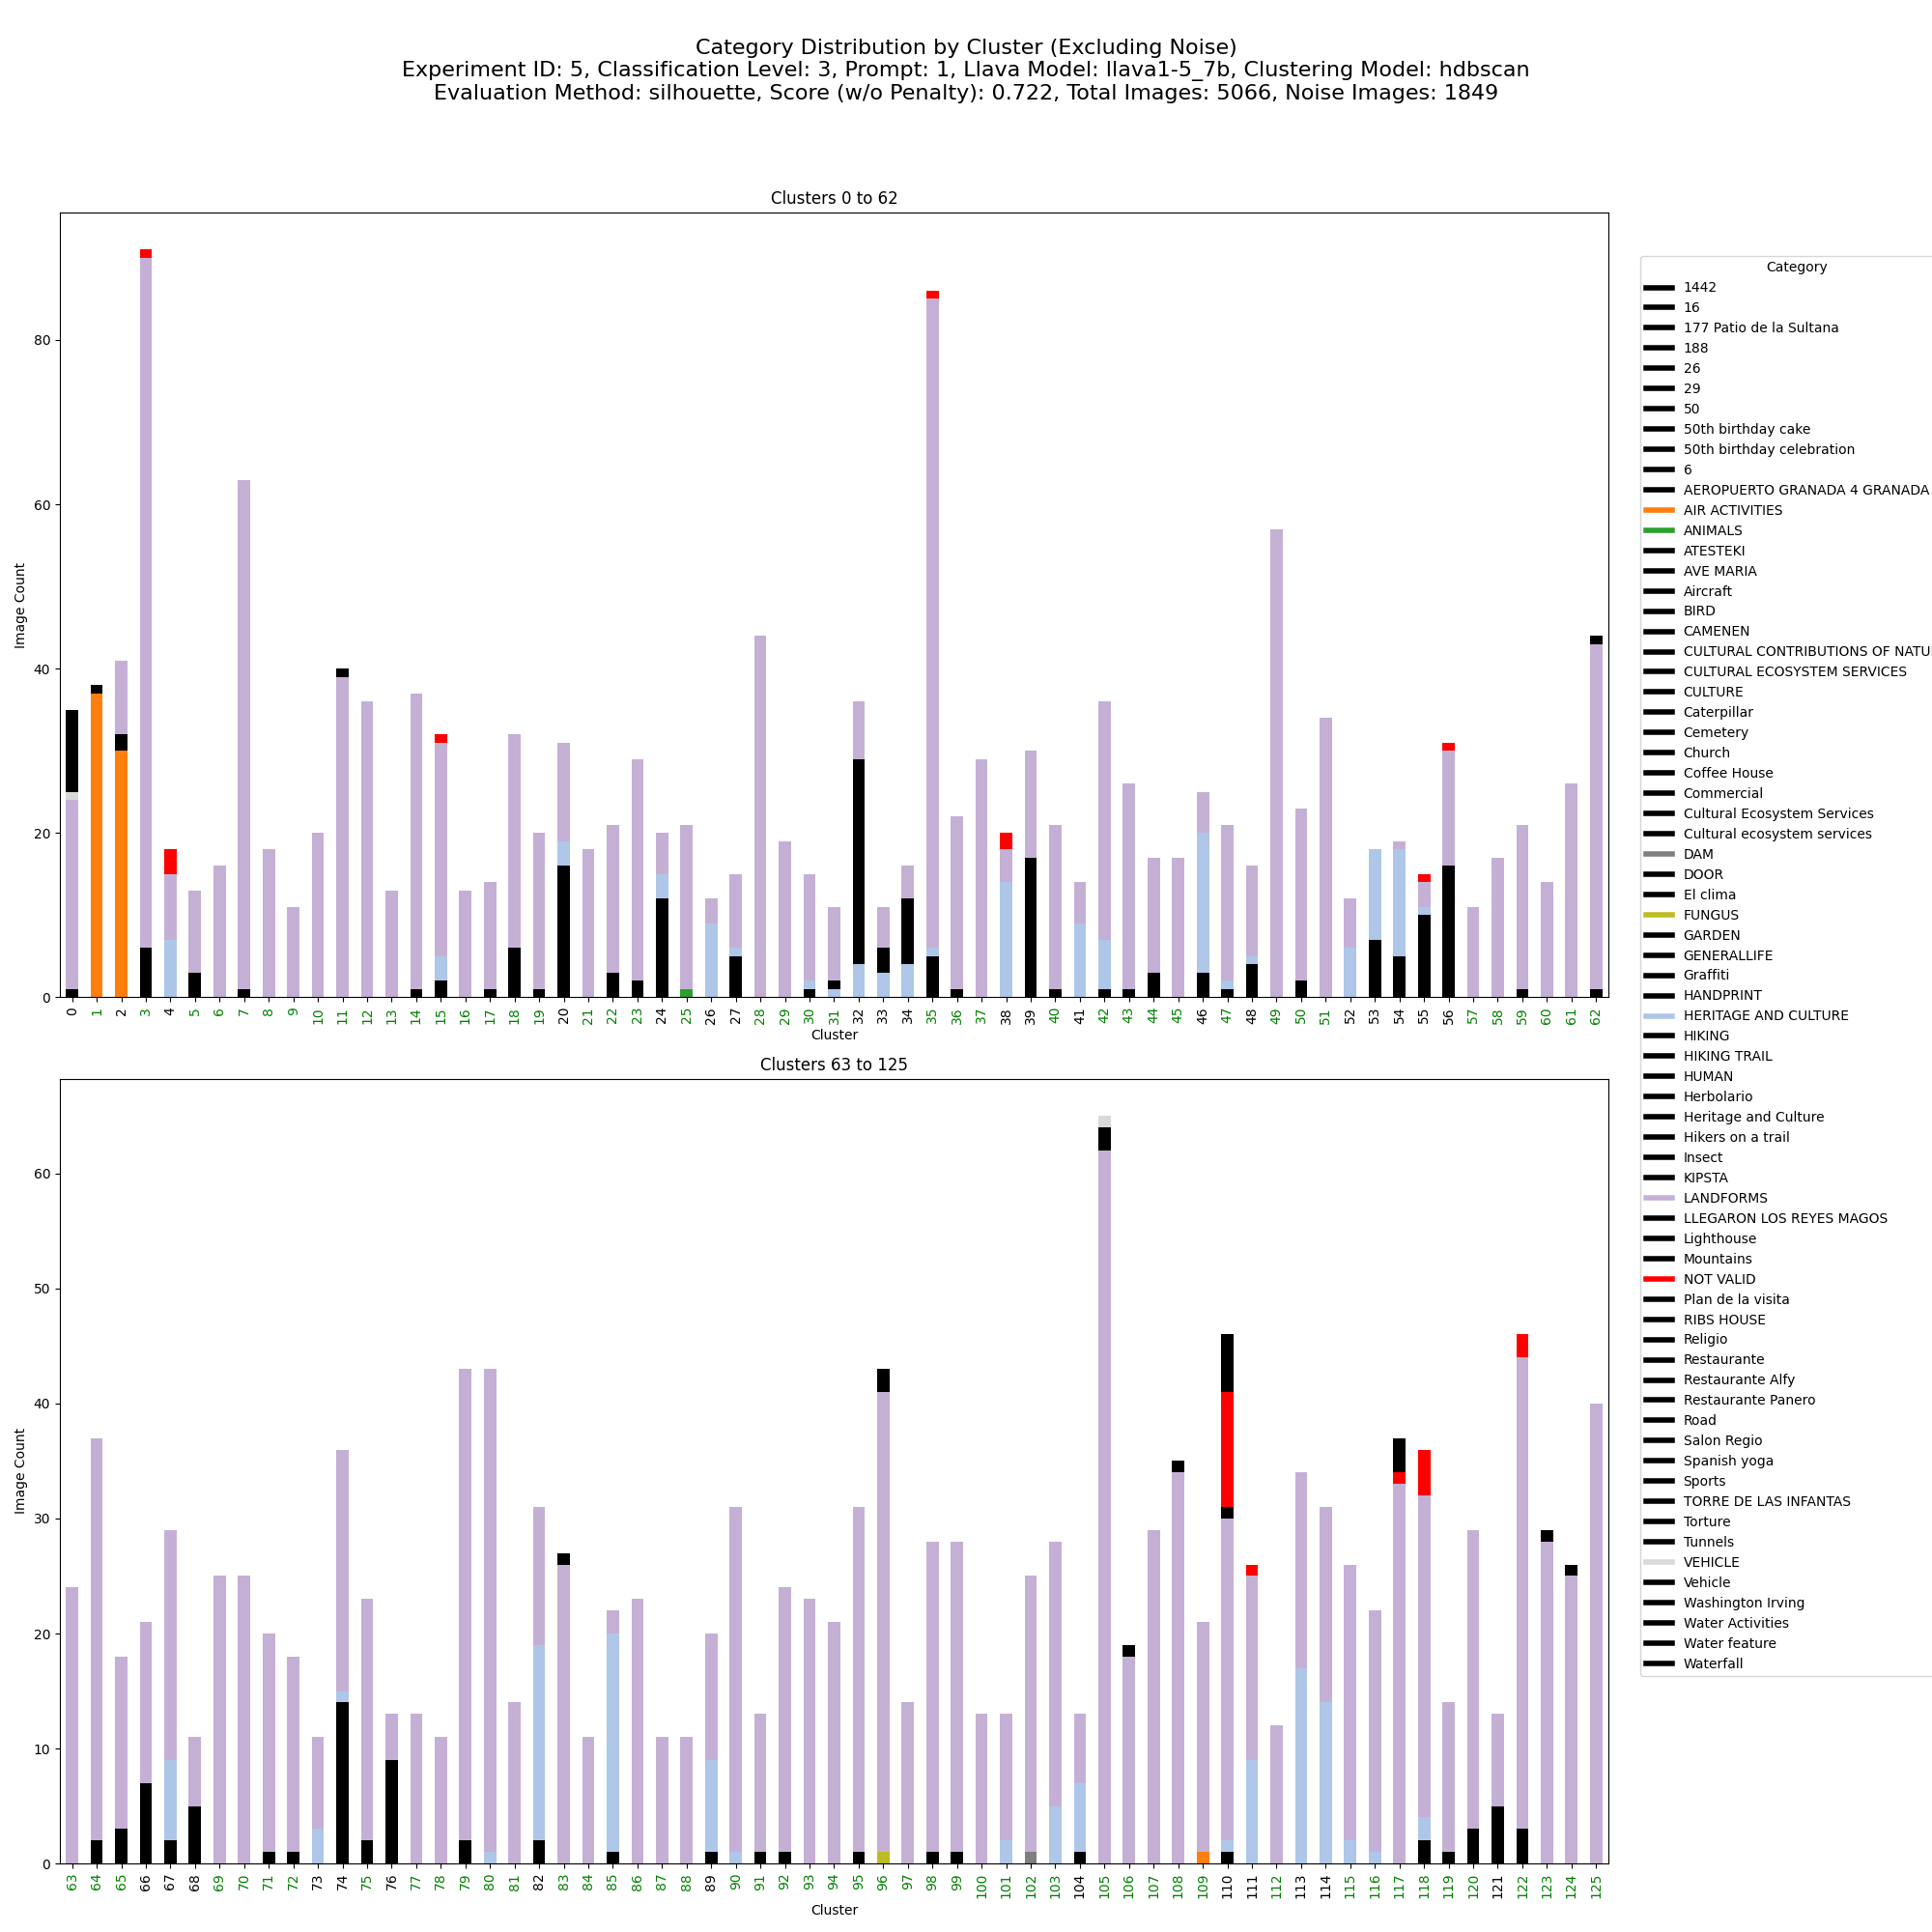 Category Distribution by Cluster (Excluding Noise)
Experiment ID: 5, Classification Level: 3, Prompt: 1, Llava Model: llava1-5_7b, Clustering Model: hdbscan
Evaluation Method: silhouette, Score (w/o Penalty): 0.722, Total Images: 5066, Noise Images: 1849
Clusters 0 to 62
80
60
40
20
0
Image Count
0 1 2 3 4 5 6 7 8 9 10 11 12 13 14 15 16 17 18 19 20 21 22 23 24 25 26 27 28 29 30 31 32 33 34 35 36 37 38 39 40 41 42 43 44 45 46 47 48 49 50 51 52 53 54 55 56 57 58 59 60 61 62
Cluster
Clusters 63 to 125
60
50
40
30
20
10
0
Image Count
63 64 65 66 67 68 69 70 71 72 73 74 75 76 77 78 79 80 81 82 83 84 85 86 87 88 89 90 91 92 93 94 95 96 97 98 99 100 101 102 103 104 105 106 107 108 109 110 111 112 113 114 115 116 117 118 119 120 121 122 123 124 125
Cluster
Category
1442
16
177 Patio de la Sultana
188
26
29
50
50th birthday cake
50th birthday celebration
6
AEROPUERTO GRANADA 4 GRANADA
AIR ACTIVITIES
ANIMALS
ATESTEKI
AVE MARIA
Aircraft
BIRD
CAMENEN
CULTURAL CONTRIBUTIONS OF NATU
CULTURAL ECOSYSTEM SERVICES
CULTURE
Caterpillar
Cemetery
Church
Coffee House
Commercial
Cultural Ecosystem Services
Cultural ecosystem services
DAM
DOOR
El clima
FUNGUS
GARDEN
GENERALLIFE
Graffiti
HANDPRINT
HERITAGE AND CULTURE
HIKING
HIKING TRAIL
HUMAN
Herbolario
Heritage and Culture
Hikers on a trail
Insect
KIPSTA
LANDFORMS
LLEGARON LOS REYES MAGOS
Lighthouse
Mountains
NOT VALID
Plan de la visita
RIBS HOUSE
Religio
Restaurante
Restaurante Alfy
Restaurante Panero
Road
Salon Regio
Spanish yoga
Sports
TORRE DE LAS INFANTAS
Torture
Tunnels
VEHICLE
Vehicle
Washington Irving
Water Activities
Water feature
Waterfall